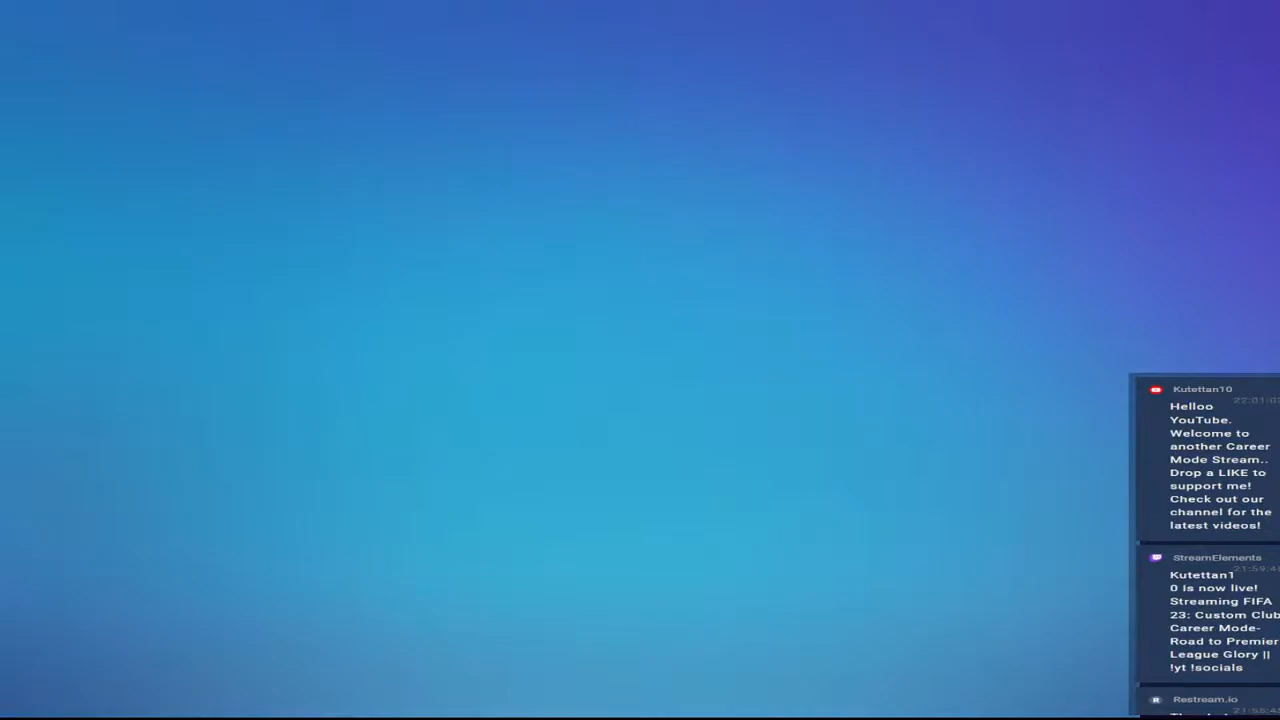 Kutettan10
Helloo
YouTube.
Welcome to
another Career
Mode Stream..
Drop a LIKE to
support me!
Check out our
channel for the
latest videos!
StreamElements
Kutettan1
0 is now live!
Streaming FIFA
23: Custom Club
Career Mode-
Road to Premier
League Glory ||
!yt !socials
Restream.io